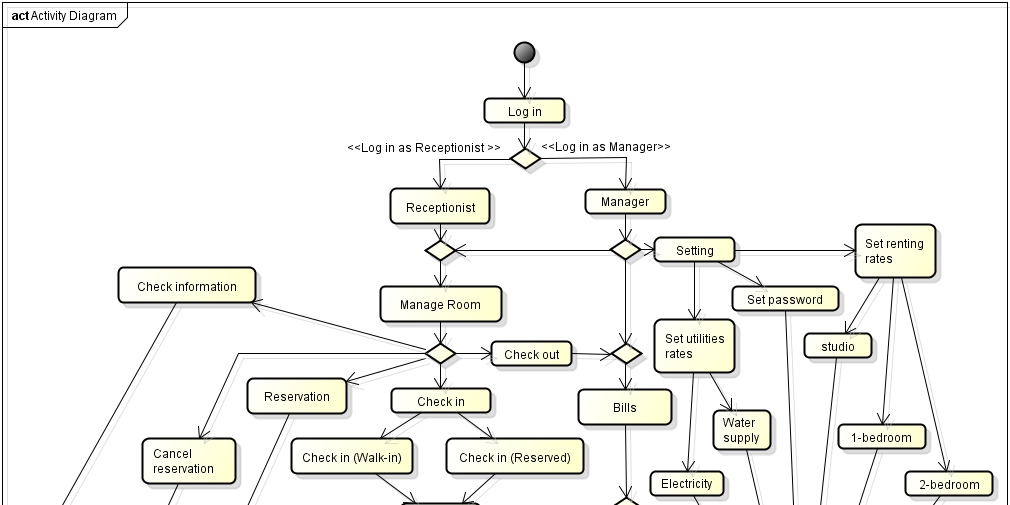 act Activity Diagram
Log in
<<Log in as Receptionist >>
<<Log in as Manager>>
Receptionist
Manager
Setting
Set renting
rates
Check information
Manage Room
Set password
Set utilities
rates
studio
Check out
Reservation
Check in
Bills
Water
supply
1-bedroom
Cancel
reservation
Check in (Walk-in)
Check in (Reserved)
Electricity
2-bedroom